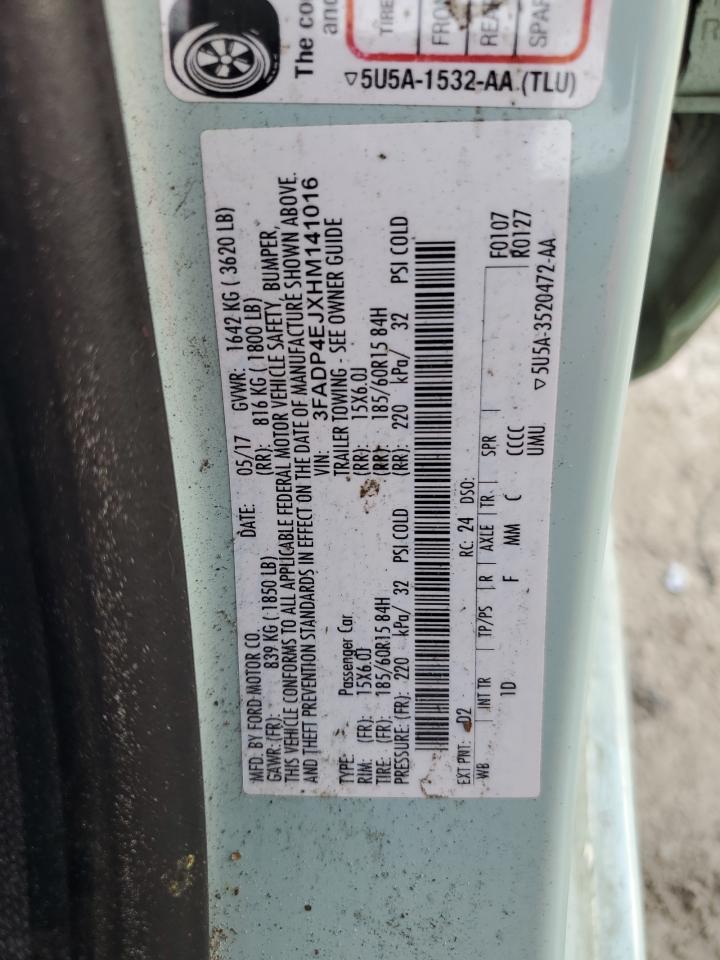 The co
and
TIRE
FRON
REA
SPAR
▽5U5A-1532-AA (TLU)
MFD. BY FORD MOTOR CO. DATE: 05/17 GVWR: 1642 KG ( 3620 LB)
GAWR:(FR): 839 KG ( 1850 LB) (RR): 816 KG ( 1800 LB)
THIS VEHICLE CONFORMS TO ALL APPLICABLE FEDERAL MOTOR VEHICLE SAFETY, BUMPER,
AND THEFT PREVENTION STANDARDS IN EFFECT ON THE DATE OF MANUFACTURE SHOWN ABOVE.
VIN: 3FADP4EJXHM141016
TYPE: Passenger Car TRAILER TOWING - SEE OWNER GUIDE
RIM: (FR): 15X6.0J (RR): 15X6.0J
TIRE: (FR): 185/60R15 84H (RR): 185/60R15 84H
PRESSURE: (FR): 220 kPa/ 32 PSI COLD (RR): 220 kPa/ 32 PSI COLD
F0107
R0127
EXT PNT: D2 RC: 24 DSO:
WB INT TR TP/PS R AXLE TR SPR
1D F MM C CCCC
UMU
▽5U5A-3520472-AA